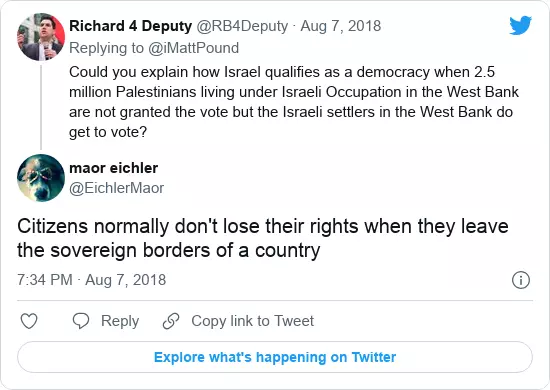 Richard 4 Deputy @RB4Deputy · Aug 7, 2018
Replying to @iMattPound
Could you explain how Israel qualifies as a democracy when 2.5
million Palestinians living under Israeli Occupation in the West Bank
are not granted the vote but the Israeli settlers in the West Bank do
get to vote?
maor eichler
@EichlerMaor
Citizens normally don't lose their rights when they leave
the sovereign borders of a country
7:34 PM · Aug 7, 2018
Reply
Copy link to Tweet
Explore what's happening on Twitter